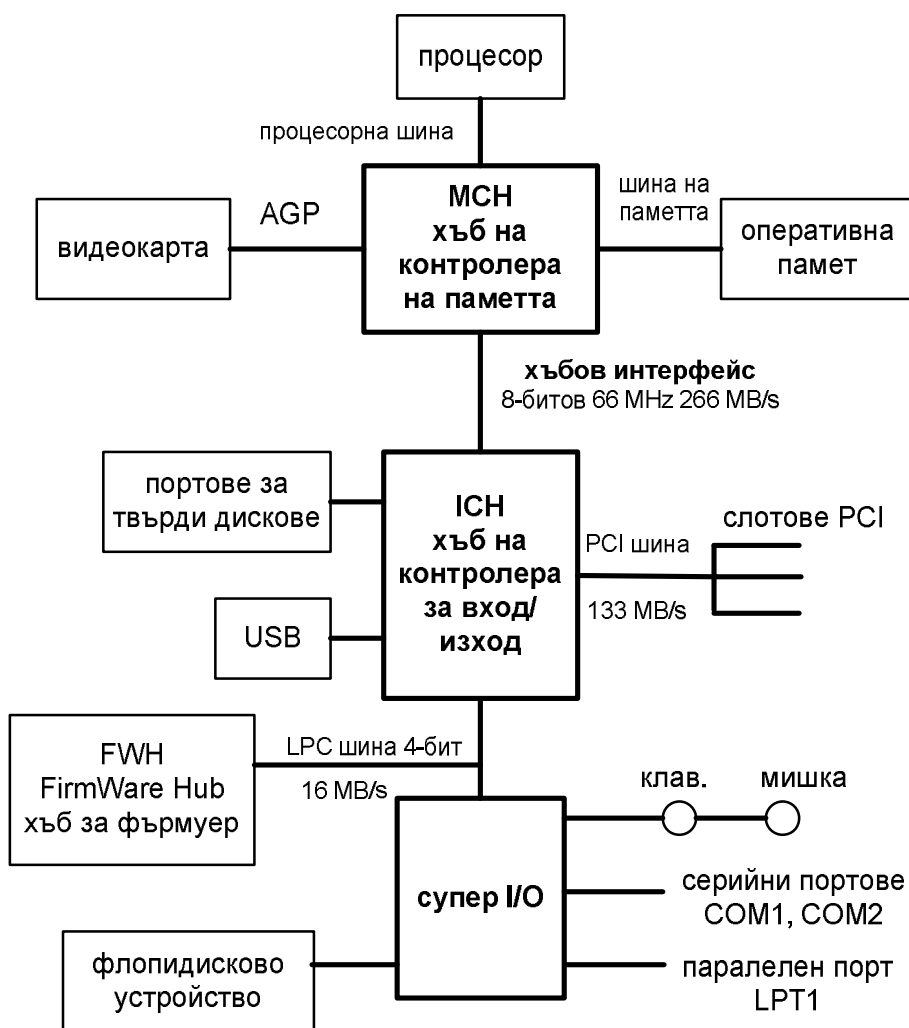 процесор
процесорна шина
MCH
хъб на
контролера
на паметта
AGP
видеокарта
шина на
паметта
оперативна
памет
хъбов интерфейс
8-битов 66 MHz 266 MB/s
портове за
твърди дискове
ICH
хъб на
контролера
за вход/
изход
PCI шина
133 MB/s
слотове PCI
USB
FWH
FirmWare Hub
хъб за фърмуер
LPC шина 4-бит
16 MB/s
клав.
мишка
супер I/O
серийни портове
COM1, COM2
флопидисково
устройство
паралелен порт
LPT1